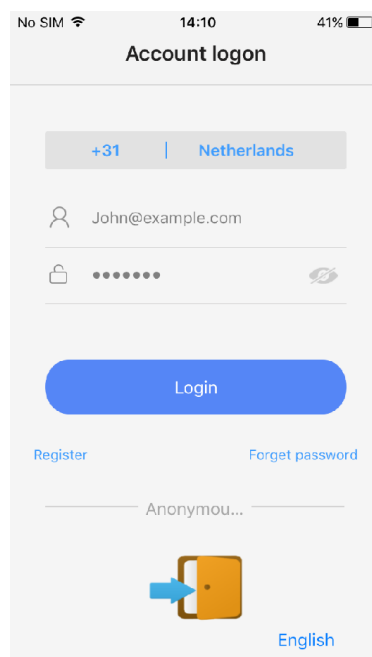 No SIM 14:10 41%
Account logon
+31 | Netherlands
John@example.com
•••••••
Login
Register Forget password
Anonymou...
English